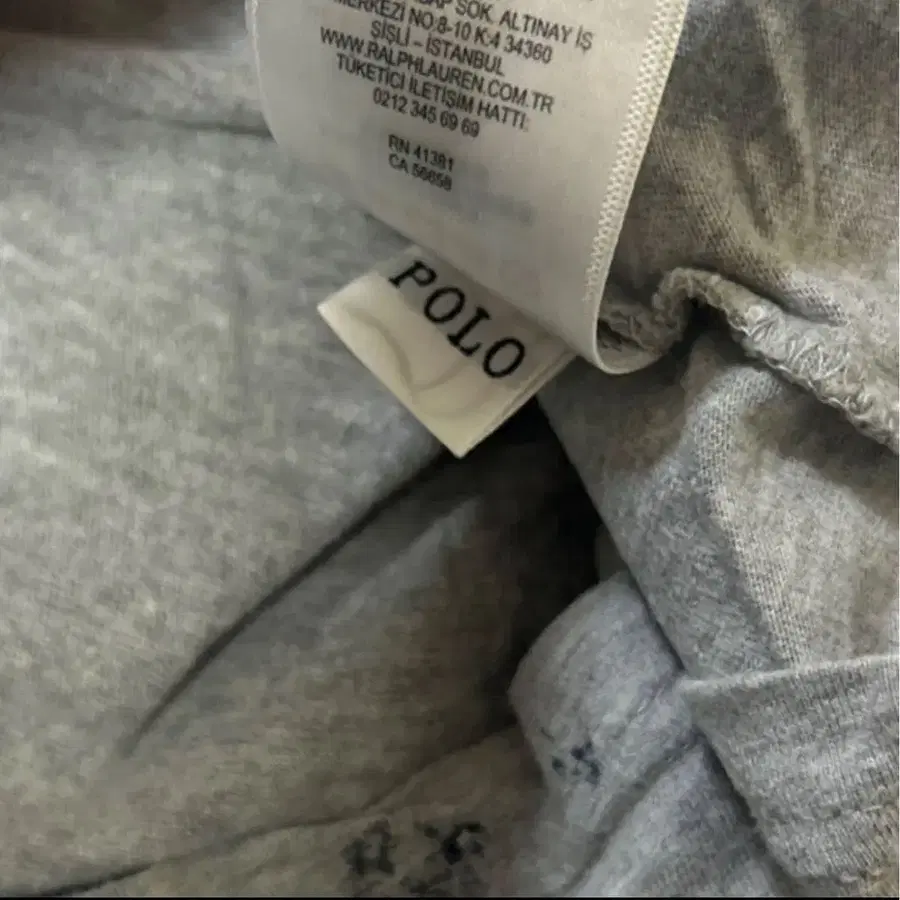 SOK. ALTINAY İŞ
MERKEZİ NO.8-10 K:4 34360
ŞİŞLİ – İSTANBUL
WWW.RALPHLAUREN.COM.TR
TÜKETİCİ İLETİŞİM HATTI:
0212 345 69 69
RN 41381
CA 56658
POLO